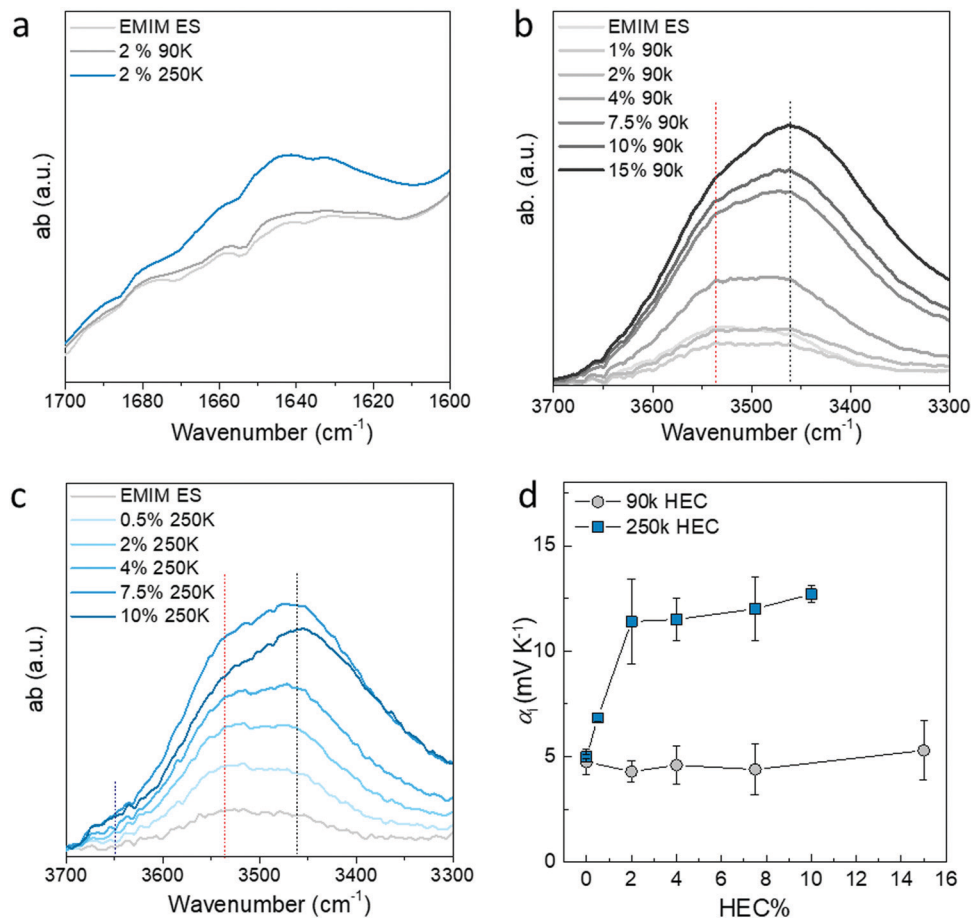 a
EMIM ES
2 % 90K
2 % 250K
ab (a.u.)
1700 1680 1660 1640 1620 1600
Wavenumber (cm⁻¹)
b
EMIM ES
1% 90k
2% 90k
4% 90k
7.5% 90k
10% 90k
15% 90k
ab. (a.u.)
3700 3600 3500 3400 3300
Wavenumber (cm⁻¹)
c
EMIM ES
0.5% 250K
2% 250K
4% 250K
7.5% 250K
10% 250K
ab (a.u.)
3700 3600 3500 3400 3300
Wavenumber (cm⁻¹)
d
90k HEC
250k HEC
15
10
5
0
αᵢ (mV K⁻¹)
0 2 4 6 8 10 12 14 16
HEC%